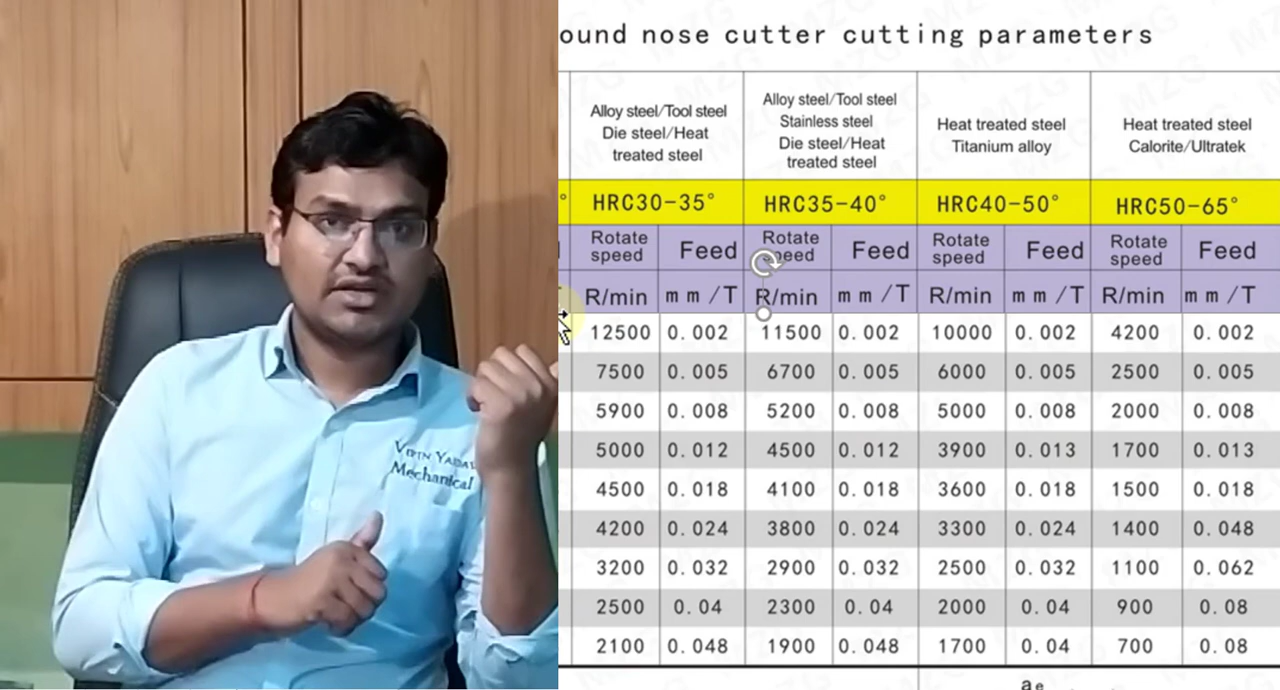 ound nose cutter cutting parameters
Alloy steel/Tool steel
Die steel/Heat
treated steel
Alloy steel/Tool steel
Stainless steel
Die steel/Heat
treated steel
Heat treated steel
Titanium alloy
Heat treated steel
Calorite/Ultratek
° HRC30-35° HRC35-40° HRC40-50° HRC50-65°
Rotate speed Feed Rotate speed Feed Rotate speed Feed Rotate speed Feed
R/min mm/T R/min mm/T R/min mm/T R/min mm/T
12500 0.002 11500 0.002 10000 0.002 4200 0.002
7500 0.005 6700 0.005 6000 0.005 2500 0.005
5900 0.008 5200 0.008 5000 0.008 2000 0.008
5000 0.012 4500 0.012 3900 0.013 1700 0.013
4500 0.018 4100 0.018 3600 0.018 1500 0.018
4200 0.024 3800 0.024 3300 0.024 1400 0.048
3200 0.032 2900 0.032 2500 0.032 1100 0.062
2500 0.04 2300 0.04 2000 0.04 900 0.08
2100 0.048 1900 0.048 1700 0.04 700 0.08
ae
VIPIN YADAV
Mechanical
MZG